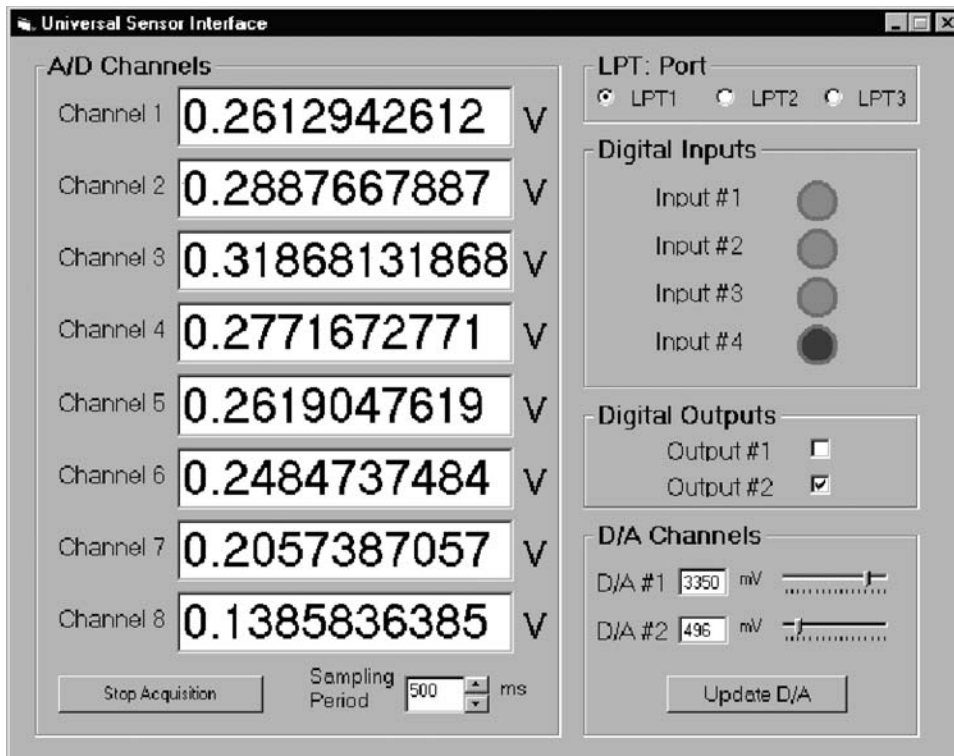 Universal Sensor Interface
A/D Channels
Channel 1 0.2612942612 V
Channel 2 0.2887667887 V
Channel 3 0.31868131868 V
Channel 4 0.2771672771 V
Channel 5 0.2619047619 V
Channel 6 0.2484737484 V
Channel 7 0.2057387057 V
Channel 8 0.1385836385 V
Stop Acquisition
Sampling
Period 500 ms
LPT: Port
LPT1 LPT2 LPT3
Digital Inputs
Input #1
Input #2
Input #3
Input #4
Digital Outputs
Output #1
Output #2
D/A Channels
D/A #1 3350 mV
D/A #2 496 mV
Update D/A